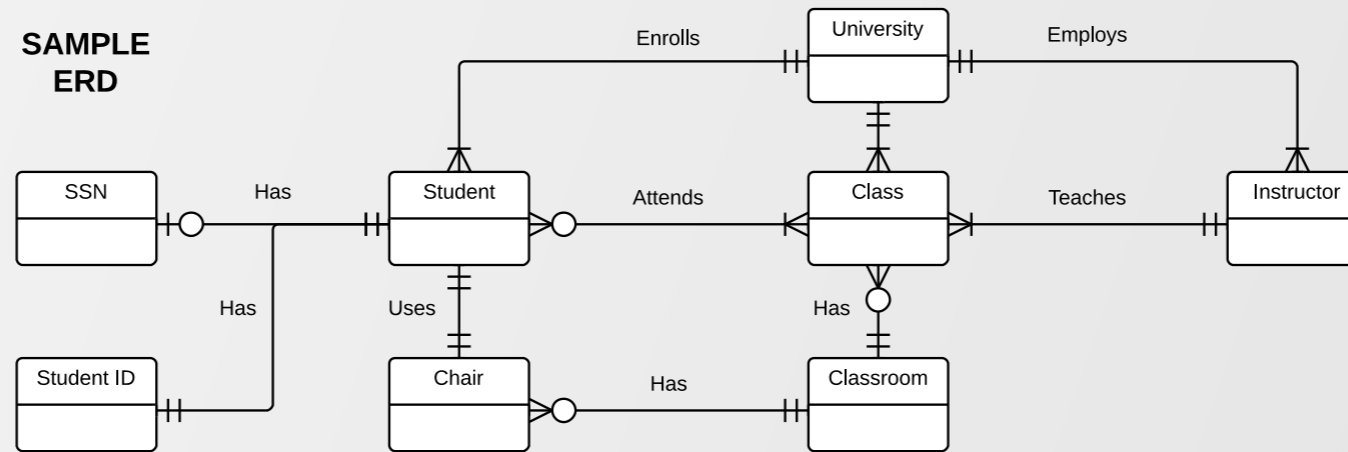 SAMPLE
ERD
University
Enrolls
Employs
SSN
Has
Student
Attends
Class
Teaches
Instructor
Has
Uses
Has
Student ID
Chair
Has
Classroom